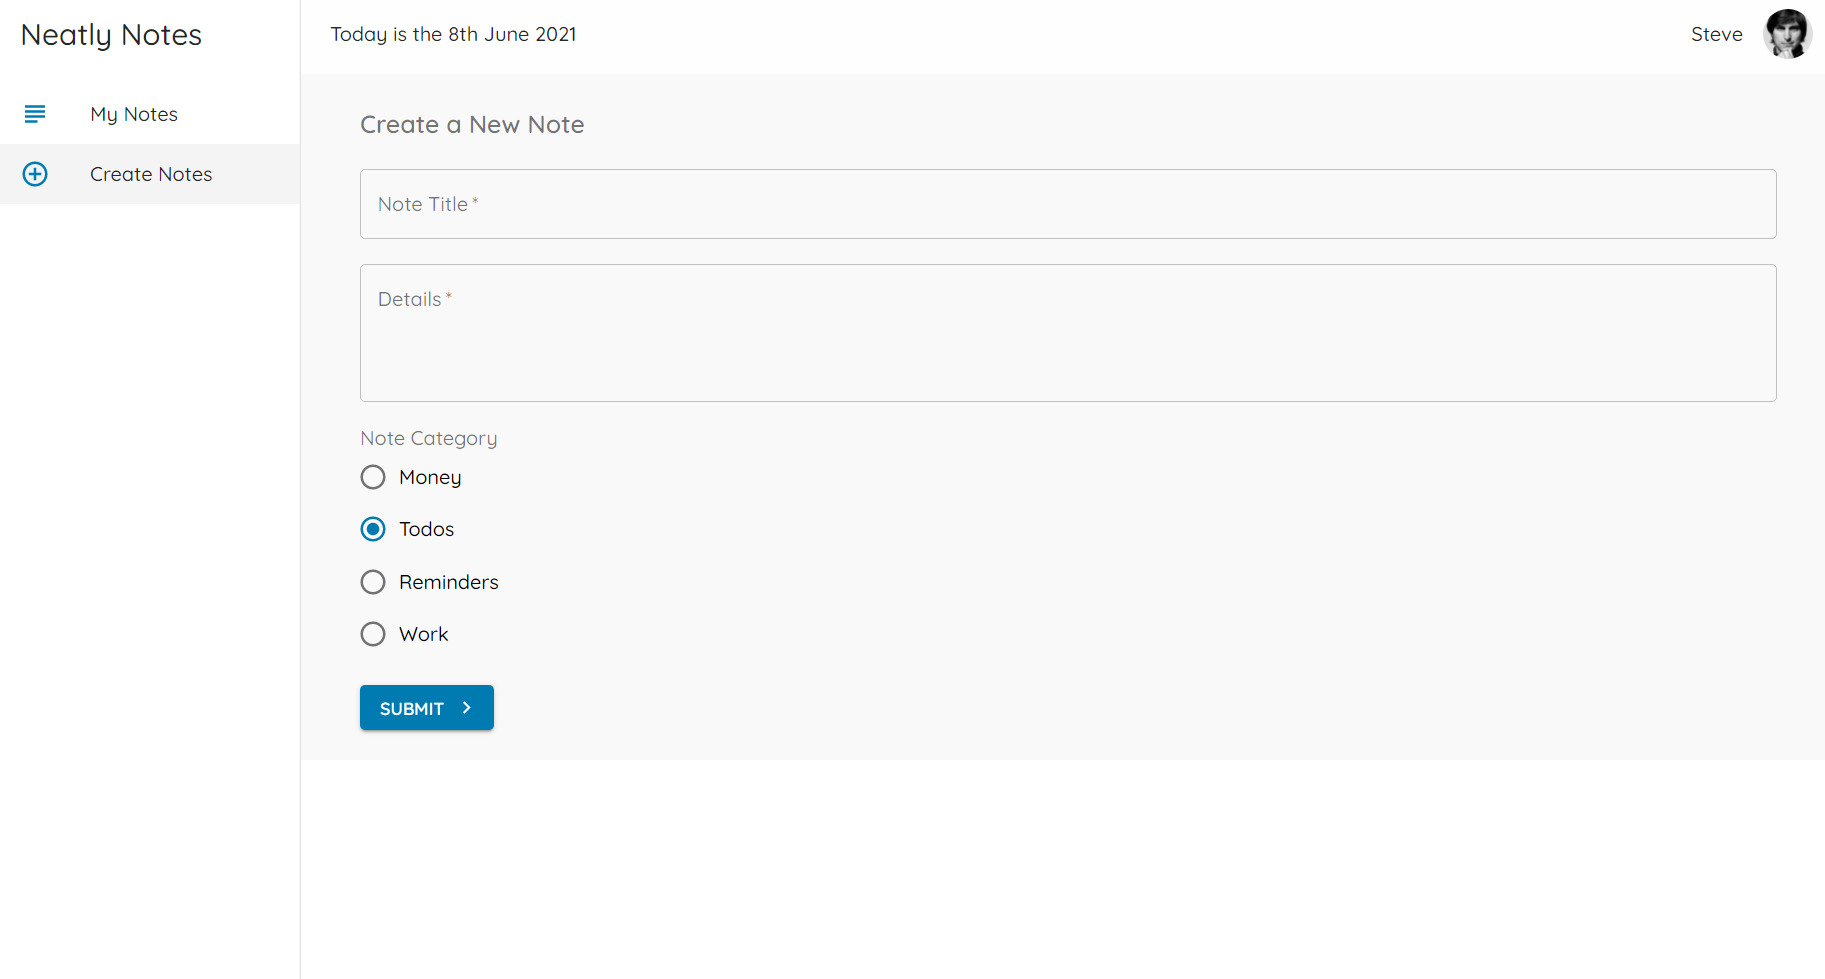 Neatly Notes
Today is the 8th June 2021
Steve
My Notes
Create Notes
Create a New Note
Note Title *
Details *
Note Category
Money
Todos
Reminders
Work
SUBMIT